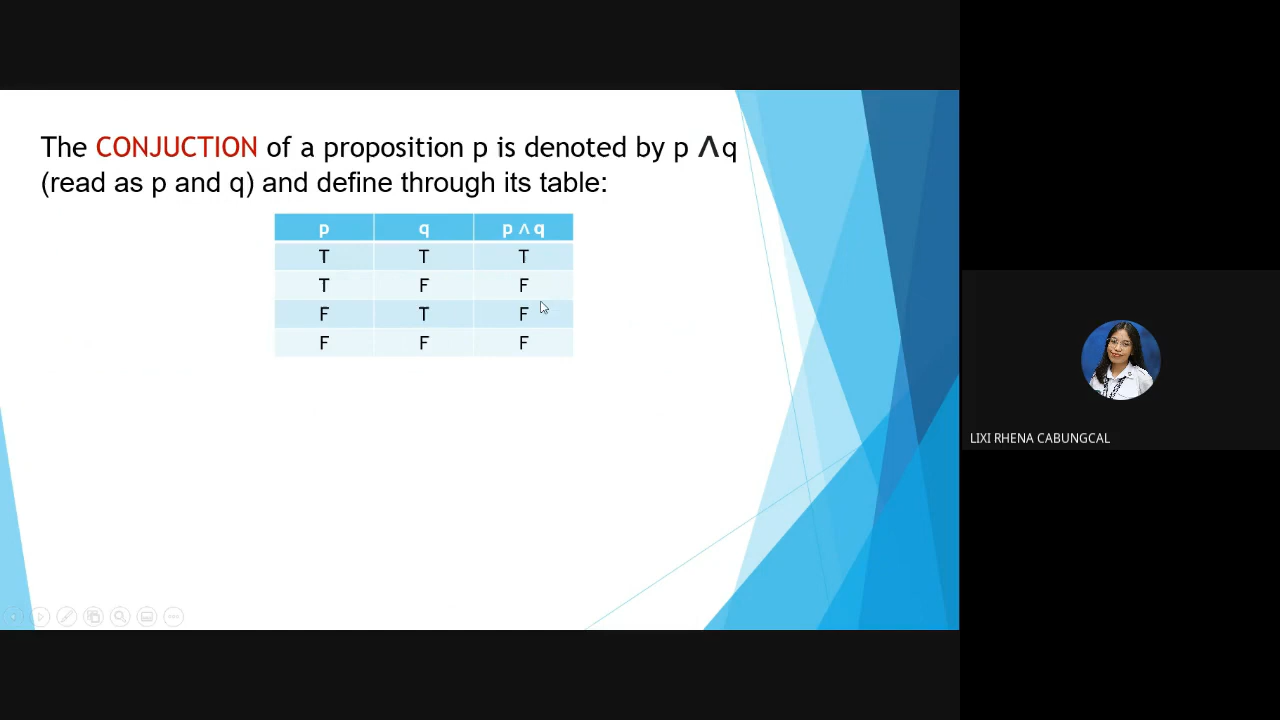 The CONJUCTION of a proposition p is denoted by p ∧q
(read as p and q) and define through its table:
p q p ∧ q
T T T
T F F
F T F
F F F
LIXI RHENA CABUNGCAL